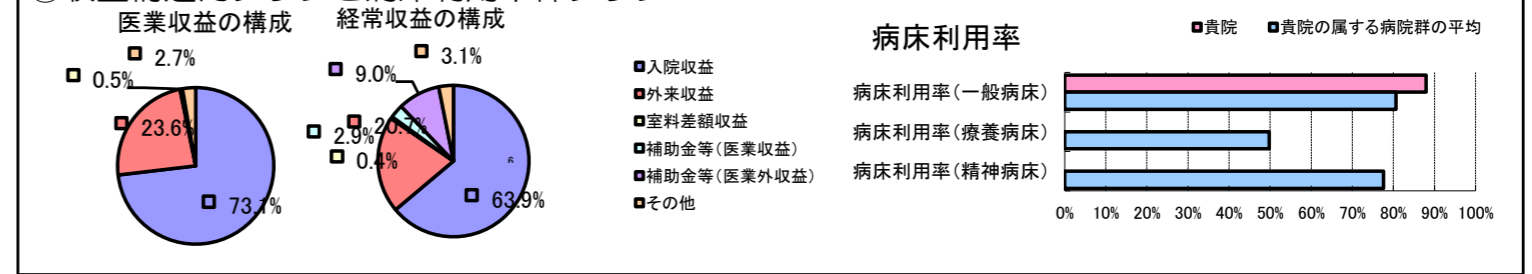 医業収益の構成
2.7%
0.5%
23.6%
73.1%
経常収益の構成
3.1%
9.0%
20.7%
2.9%
0.4%
6
63.9%
入院収益
外来収益
室料差額収益
補助金等(医業収益)
補助金等(医業外収益)
その他
病床利用率
貴院 貴院の属する病院群の平均
病床利用率(一般病床)
病床利用率(療養病床)
病床利用率(精神病床)
0% 10% 20% 30% 40% 50% 60% 70% 80% 90% 100%